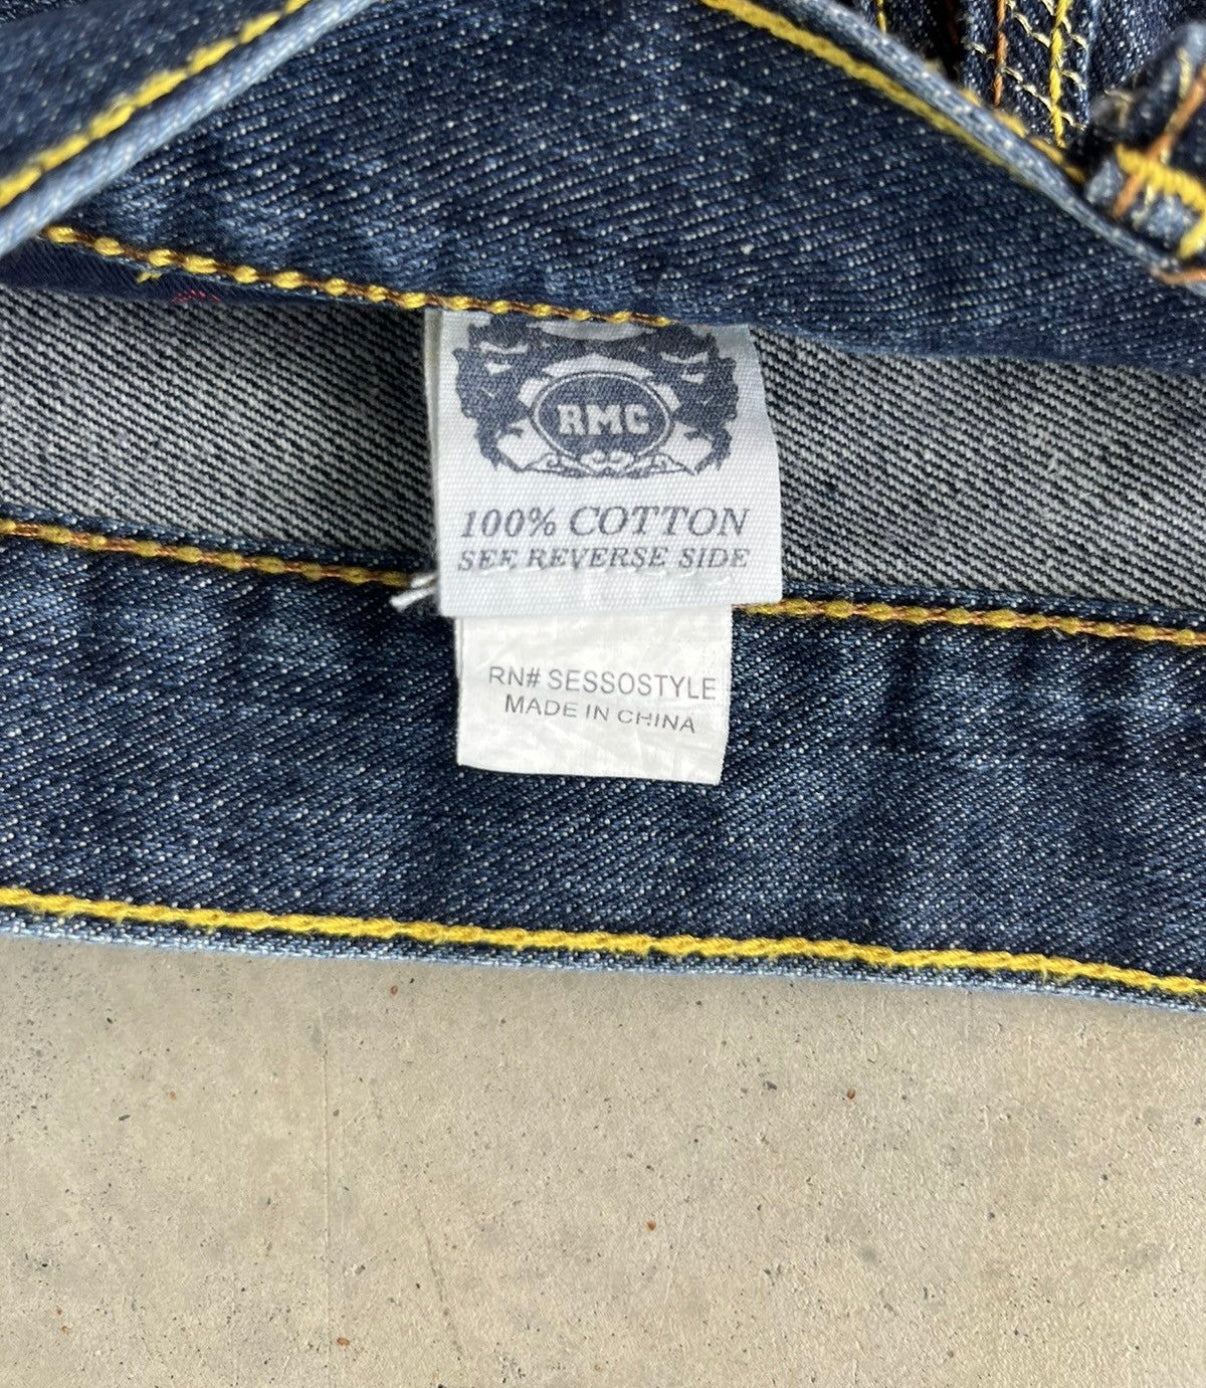 RMC
100% COTTON
SEE REVERSE SIDE
RN# SESSOSTYLE
MADE IN CHINA